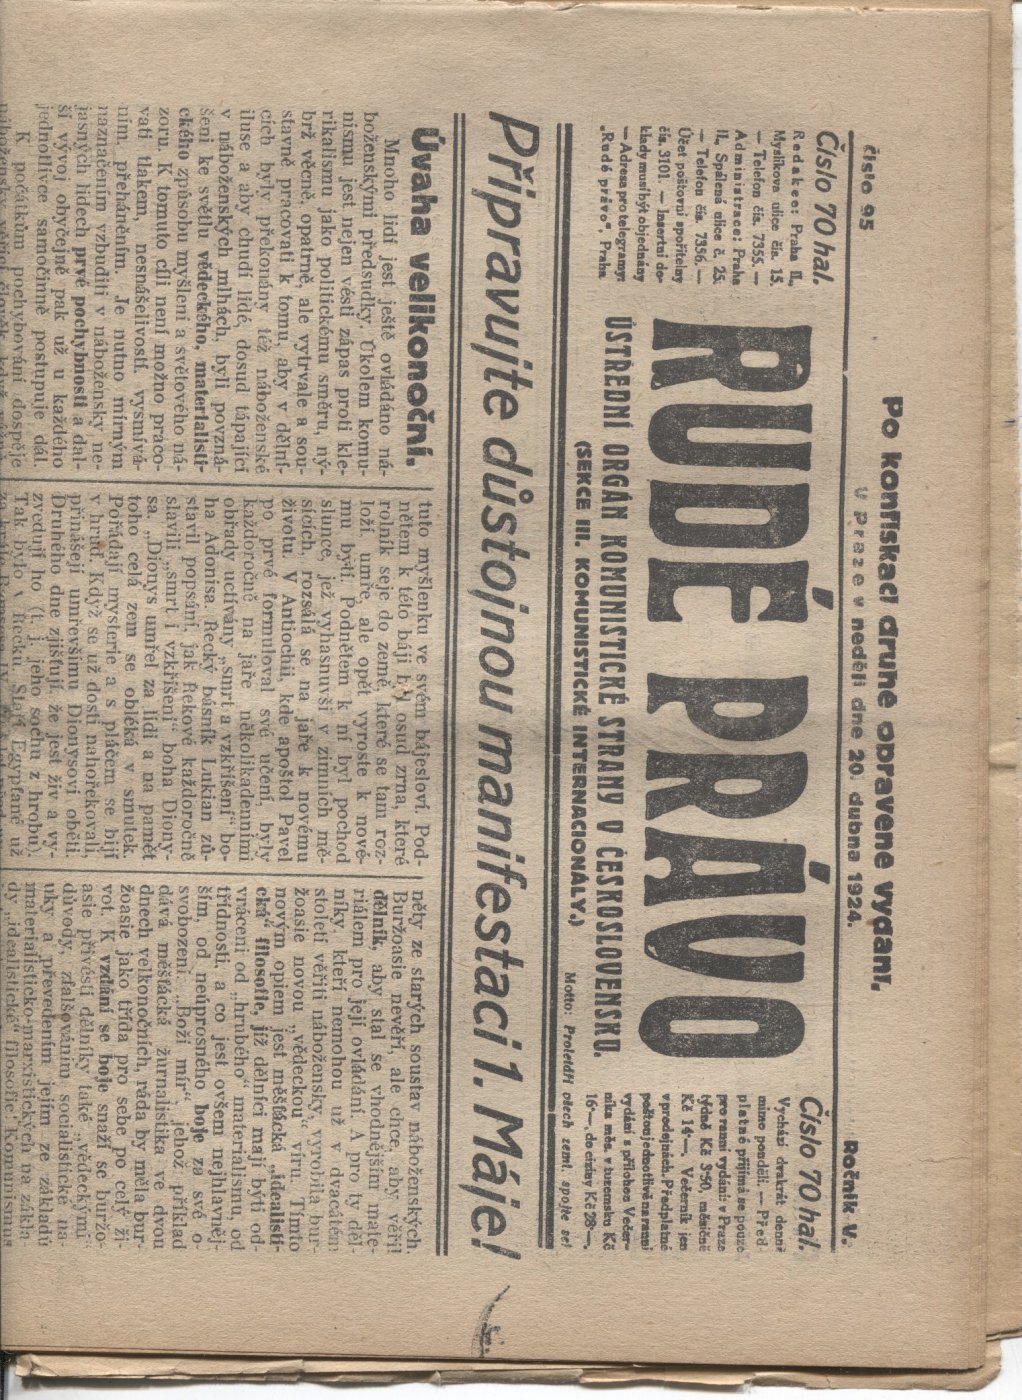 Po konfiskaci druhé opravené vydání.
Číslo 95
v Praze v neděli dne 20. dubna 1924.
Ročník V.
Číslo 70 hal.
Redakce: Praha II.,
Myslíkova ulice čís. 15.
— Telefon čís. 7355. —
Administrace: Praha
II., Spálená ulice č. 25.
— Telefon čís. 7356. —
Účet poštovní spořitelny
čís. 3101. — Insertní do-
klady musí být objednány
— Adresa pro telegramy:
„Rudé právo“, Praha
RUDÉ PRÁVO
ÚSTŘEDNÍ ORGÁN KOMUNISTICKÉ STRANY V ČESKOSLOVENSKU.
(SEKCE III. KOMUNISTICKÉ INTERNACIONÁLY.)
Motto: Proletáři všech zemí, spojte se!
Číslo 70 hal.
Vychází dvakrát denně
mimo pondělí. — Před-
platné přijímá se pouze
pro ranní vydání v Praze
týdně Kč 3·50, měsíčně
Kč 14·—, Večerník jen
v prodejnách. Předplatné
poštou jednotlivě na ranní
vydání s přílohou Večer-
níka měs. v tuzemsku Kč
16·—, do ciziny Kč 28·—.
Připravujte důstojnou manifestaci 1. Máje!
Úvaha velikonoční.
Mnoho lidí jest ještě ovládáno ná-
boženskými předsudky. Úkolem komu-
nismu jest nejen vésti zápas proti kle-
rikalismu jako politickému směru, ný-
brž věcně, opatrně, ale vytrvale a sou-
stavně pracovati k tomu, aby v dělní-
cích byly překonány též náboženské
iluse a aby chudí lidé, dosud tápající
v náboženských mlhách, byli povzná-
šeni ke světlu vědeckého, materialisti-
ckého způsobu myšlení a světového ná-
zoru. K tomuto cíli není možno praco-
vati tlakem, nesnášelivostí, vysmívá-
ním, přeháněním. Je nutno mírným
naznačením vzbuditi v nábožensky ne-
jasných lidech prvé pochybnosti a dal-
ší vývoj obyčejně pak už u každého
jednotlivce samočinně postupuje dál.
K počátkům pochybování dospěje
tuto myšlenku ve svém bájesloví. Pod-
nětem k této báji byl osud zrna, které
rolník seje do země, které se tam roz-
loží, umře, ale opět vyroste k nové-
mu bytí. Podnětem k ní byl pochod
slunce, jež vyhasnuvší v zimních mě-
sících, rozsálá se na jaře k novému
životu. V Antiochii, kde apoštol Pavel
po prvé formuloval své učení, byly
každoročně na jaře několikadenními
obřady uctívány „smrt a vzkříšení“ bo-
ha Adonisa. Řecký básník Lukian zů-
stavil popsání, jak Řekové každoročně
slavili „smrt i vzkříšení“ boha Diony-
sa. „Dionys umřel za lidi a na paměť
toho celá zem se obléká v smutek.
Pořádají mysterie a s pláčem se bijí
v hruď. Když se už dosti nahořekovali,
přinášejí umrévšímu Dionysovi oběti.
Druhého dne zjišťují, že jest živ a vy-
zvedují ho (t. j. jeho sochu z hrobu).
Tak bylo v Řecku. Staří Egypťané už
něty ze starých soustav náboženských.
Buržoasie nevěří, ale chce, aby věřil
dělník, aby stal se vhodnějším mate-
riálem pro její ovládání. A pro ty děl-
níky, kteří nemohou už v dvacátém
století věřiti nábožensky, vyrobila bur-
žoasie novou „vědeckou“ víru. Tímto
novým opiem jest měšťácká „idealisti-
cká“ filosofie, jíž dělníci mají býti od-
vráceni od „hrubého“ materialismu, od
třídnosti, a co jest ovšem nejhlavněj-
ším, od neúprosného boje za své o-
svobození. „Boží mír“, jehož příklad
dává měšťácká žurnalistika ve dvou
dnech velkonočních, ráda by měla bur-
žoasie jako třída pro sebe po celý ži-
vot. K vzdání se boje snaží se buržo-
asie přivésti dělníky také „vědeckými“
důvody, zfalšováním socialistické na-
uky a převedením jejím ze základů
materialisticko-marxistických na zákla-
dy „idealistické“ filosofie. Komunismus